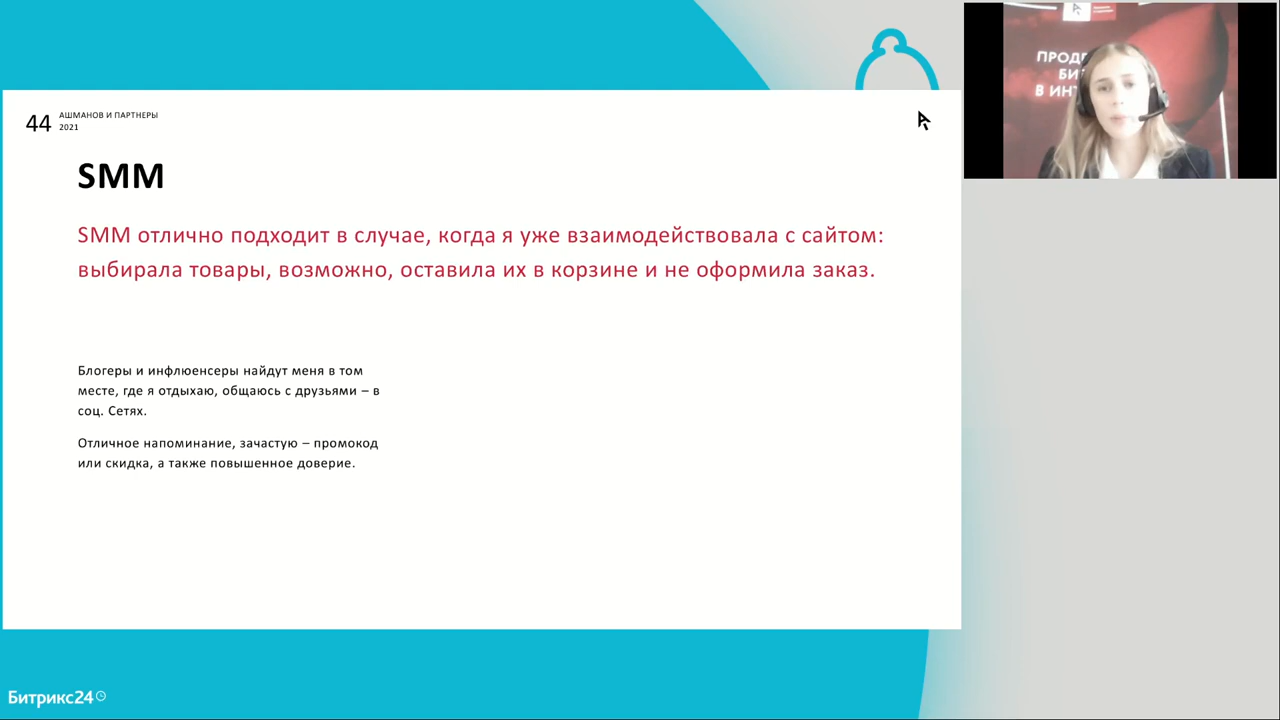 44
АШМАНОВ И ПАРТНЕРЫ
2021
SMM
SMM отлично подходит в случае, когда я уже взаимодействовала с сайтом:
выбирала товары, возможно, оставила их в корзине и не оформила заказ.
Блогеры и инфлюенсеры найдут меня в том
месте, где я отдыхаю, общаюсь с друзьями – в
соц. Сетях.
Отличное напоминание, зачастую – промокод
или скидка, а также повышенное доверие.
В
Битрикс24